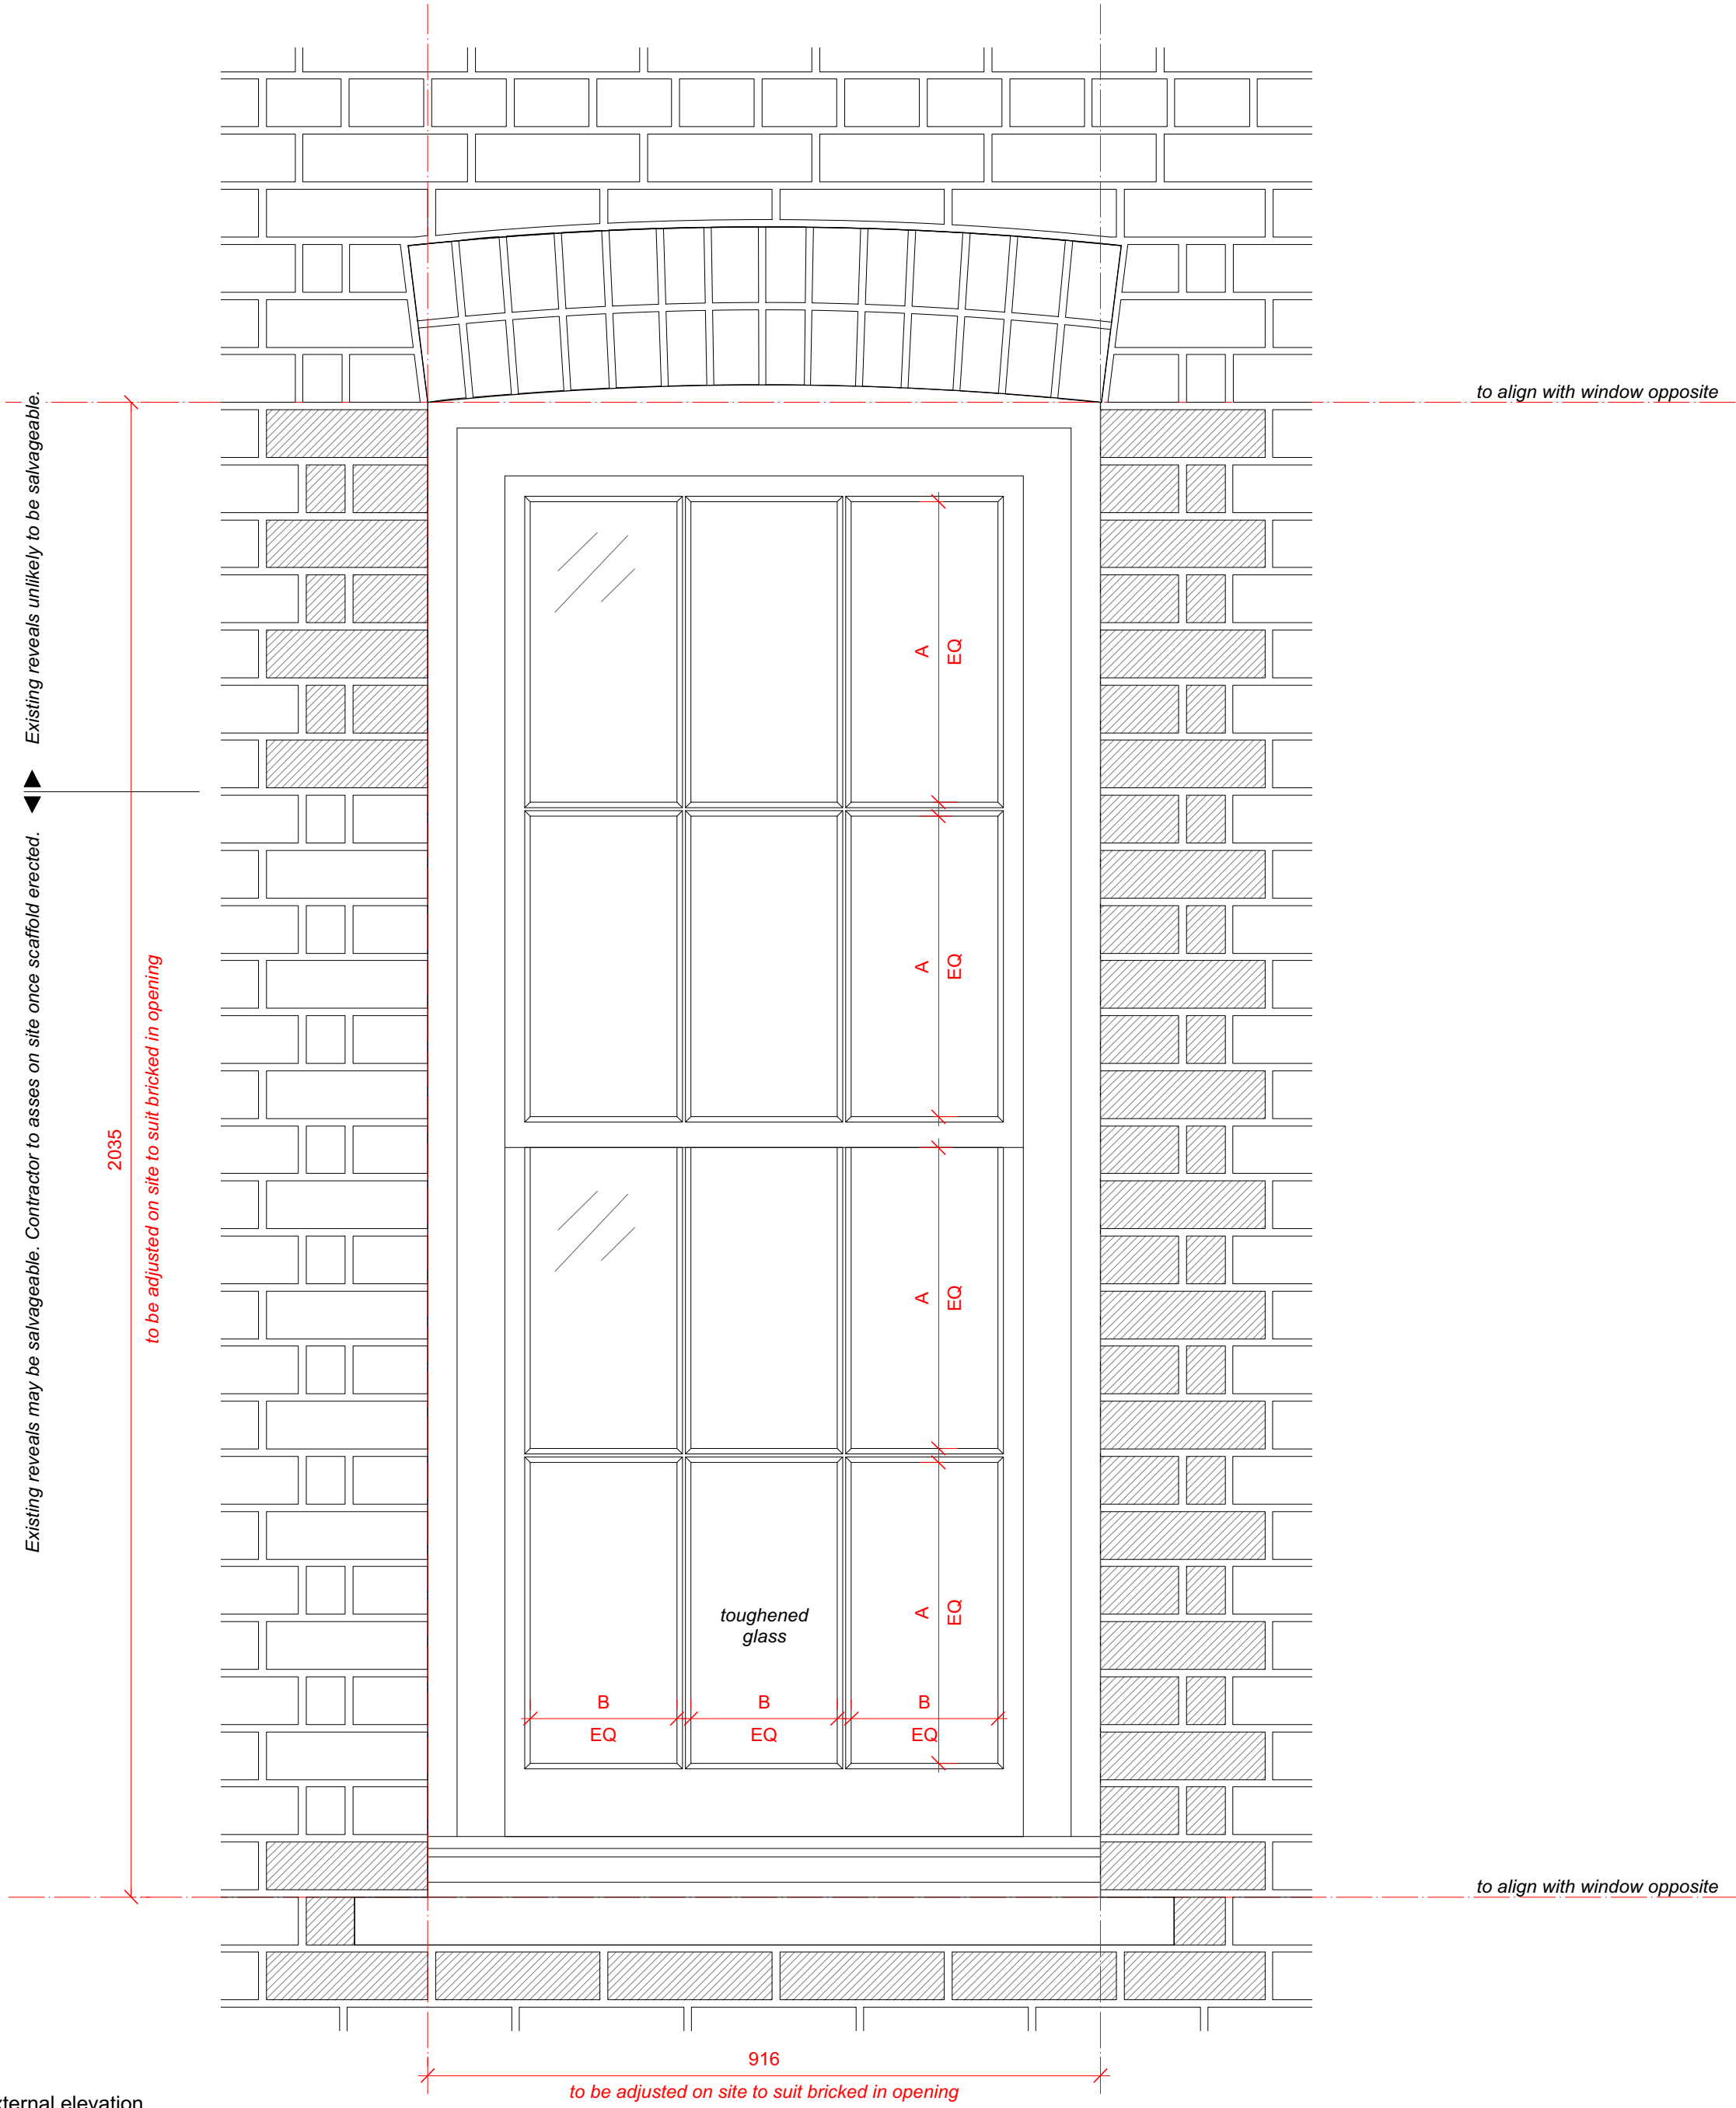 to align with window opposite
Existing reveals unlikely to be salvageable.
Existing reveals may be salvageable. Contractor to asses on site once scaffold erected.
2035
to be adjusted on site to suit bricked in opening
A
EQ
A
EQ
A
EQ
A
EQ
toughened
glass
B B B
EQ EQ EQ
to align with window opposite
916
to be adjusted on site to suit bricked in opening
elevation